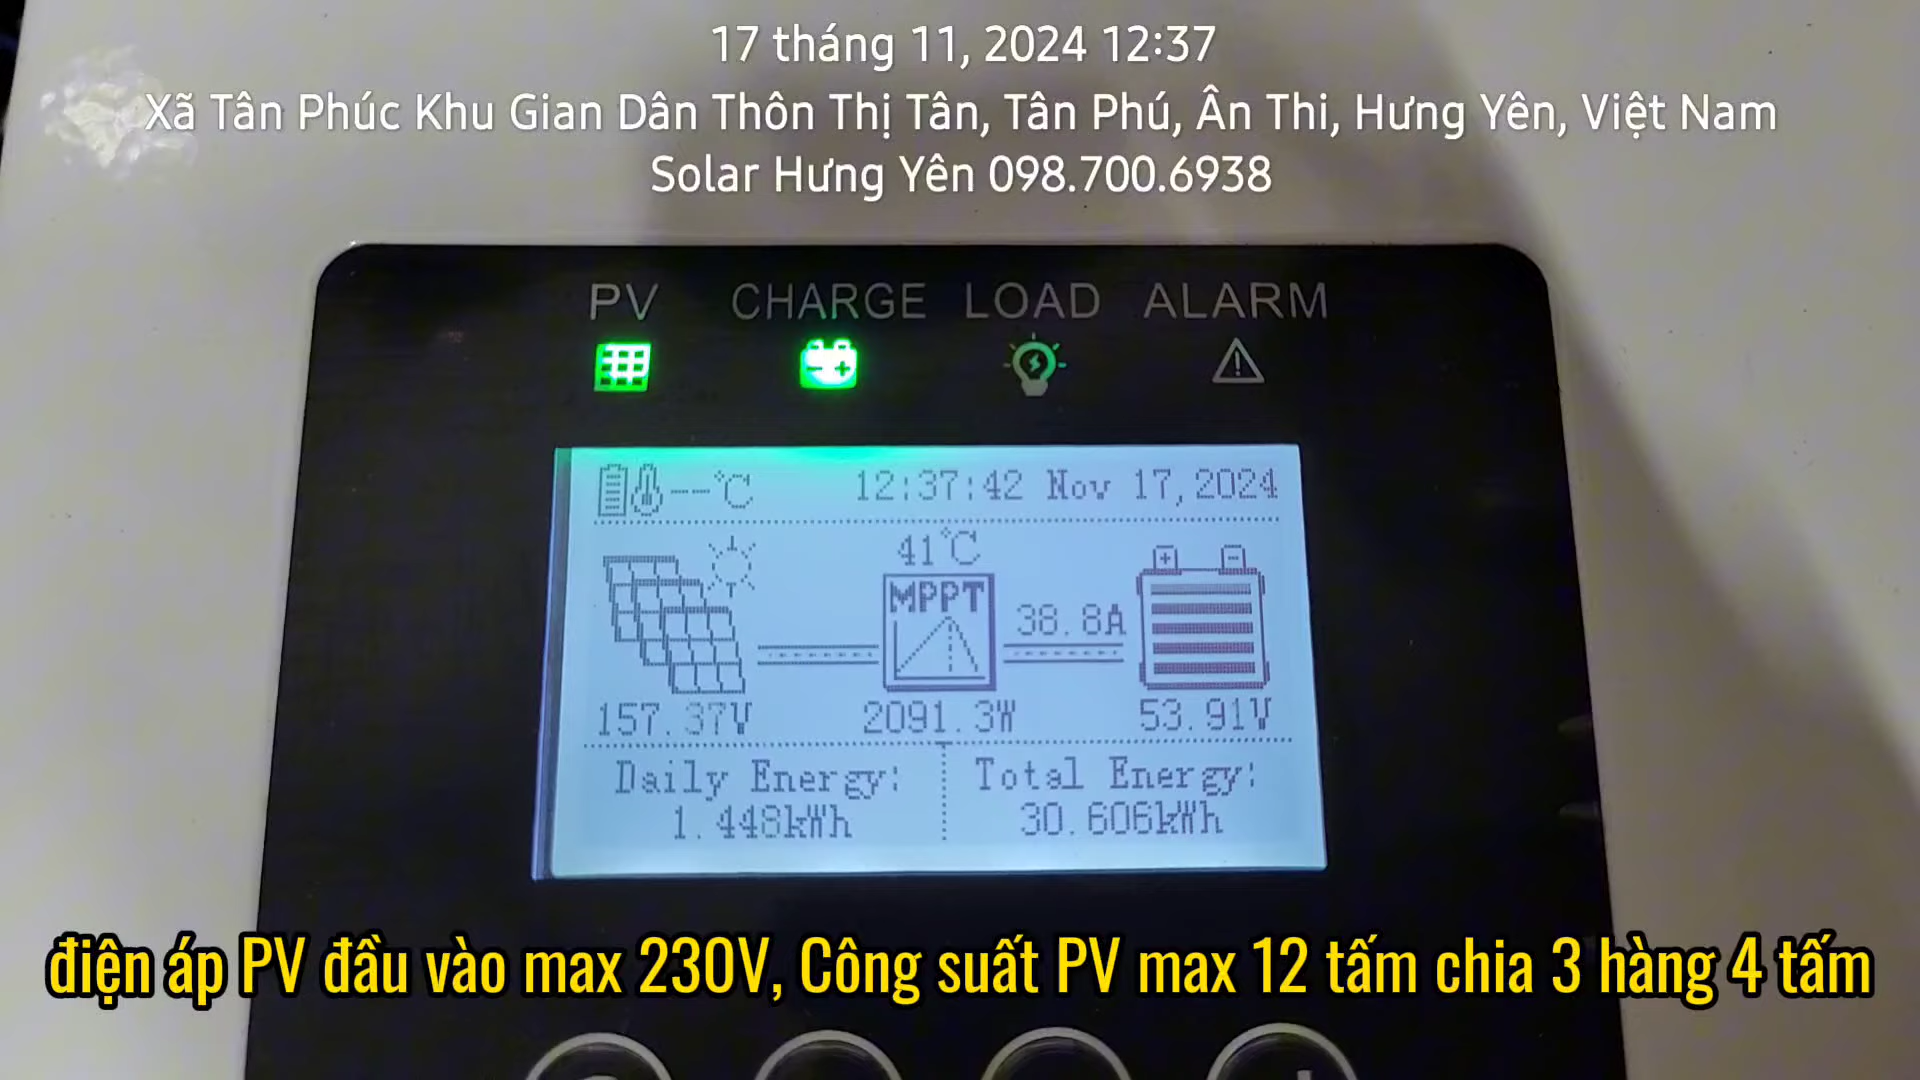 17 tháng 11, 2024 12:37
Xã Tân Phúc Khu Gian Dân Thôn Thị Tân, Tân Phú, Ân Thi, Hưng Yên, Việt Nam
Solar Hưng Yên 098.700.6938
PV CHARGE LOAD ALARM
--°C 12:37:42 Nov 17,2024
41°C
MPPT
38.8A
157.37V 2091.3W 53.91V
Daily Energy: Total Energy:
1.448kWh 30.606kWh
điện áp PV đầu vào max 230V, Công suất PV max 12 tấm chia 3 hàng 4 tấm